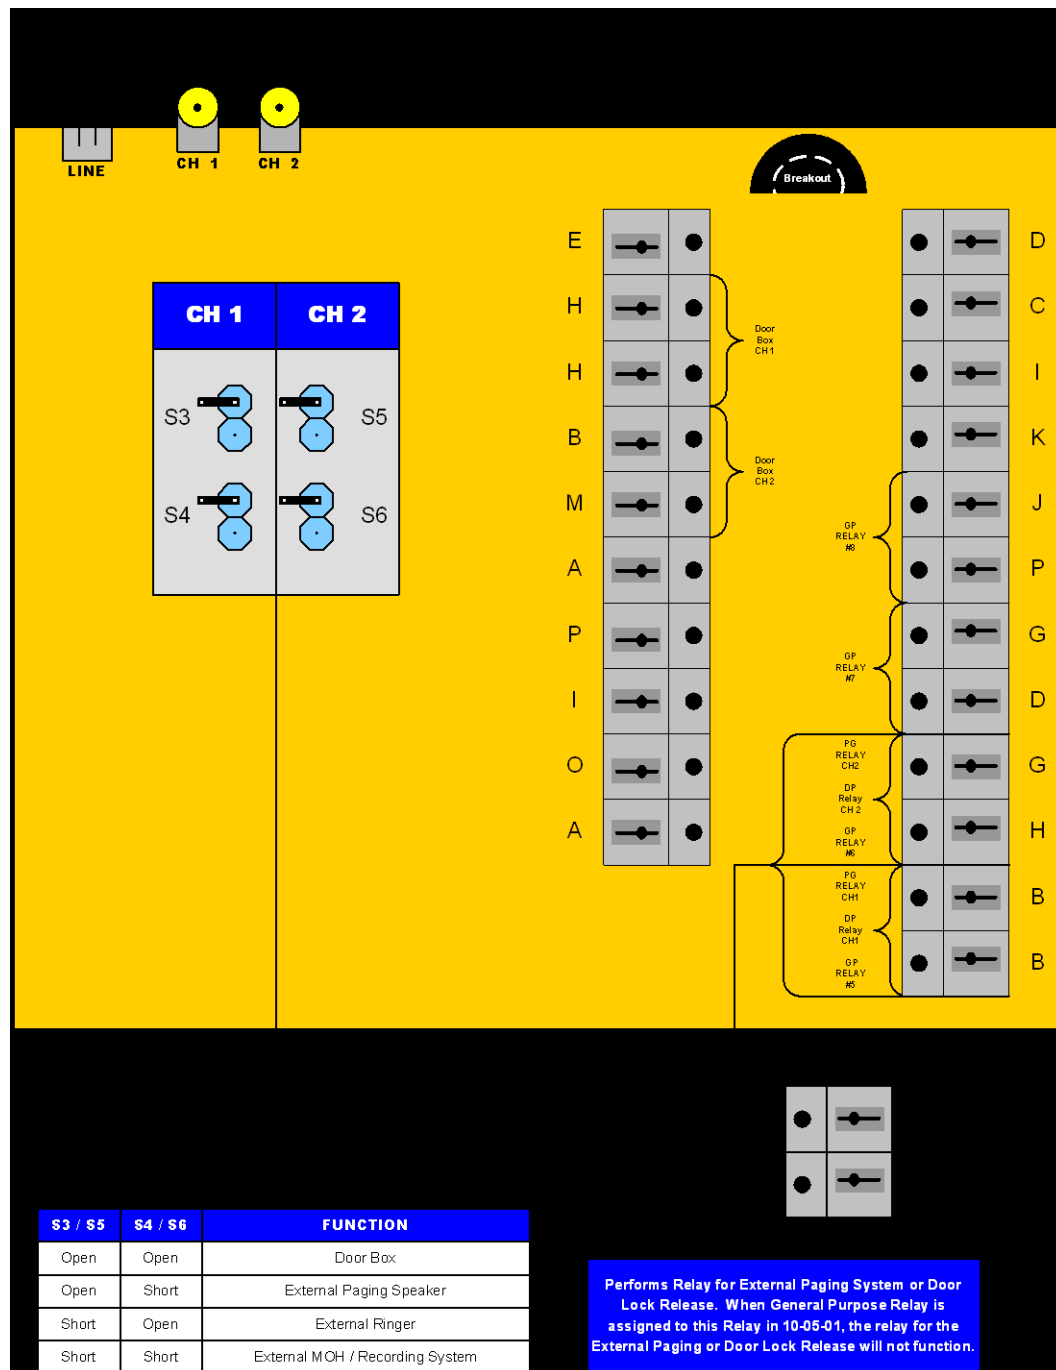 LINE
CH 1
CH 2
Breakout
CH 1
CH 2
S3
S5
S4
S6
E
H
H
B
M
A
P
I
O
A
Door
Box
CH1
Door
Box
CH2
D
C
I
K
J
P
G
D
G
H
B
B
GP
RELAY
#8
GP
RELAY
#7
PG
RELAY
CH2
DP
Relay
CH 2
GP
RELAY
#6
PG
RELAY
CH1
DP
Relay
CH1
GP
RELAY
#5
S3 / S5 S4 / S6 FUNCTION
Open Open Door Box
Open Short External Paging Speaker
Short Open External Ringer
Short Short External MOH / Recording System
Performs Relay for External Paging System or Door
Lock Release. When General Purpose Relay is
assigned to this Relay in 10-05-01, the relay for the
External Paging or Door Lock Release will not function.